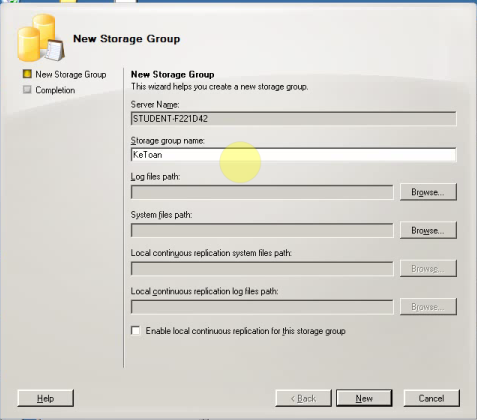 New Storage Group
New Storage Group
Completion
New Storage Group
This wizard helps you create a new storage group.
Server Name:
STUDENT-F221D42
Storage group name:
KeToan
Log files path:
Browse...
System files path:
Browse...
Local continuous replication system files path:
Browse...
Local continuous replication log files path:
Browse...
Enable local continuous replication for this storage group
Help
< Back
New
Cancel